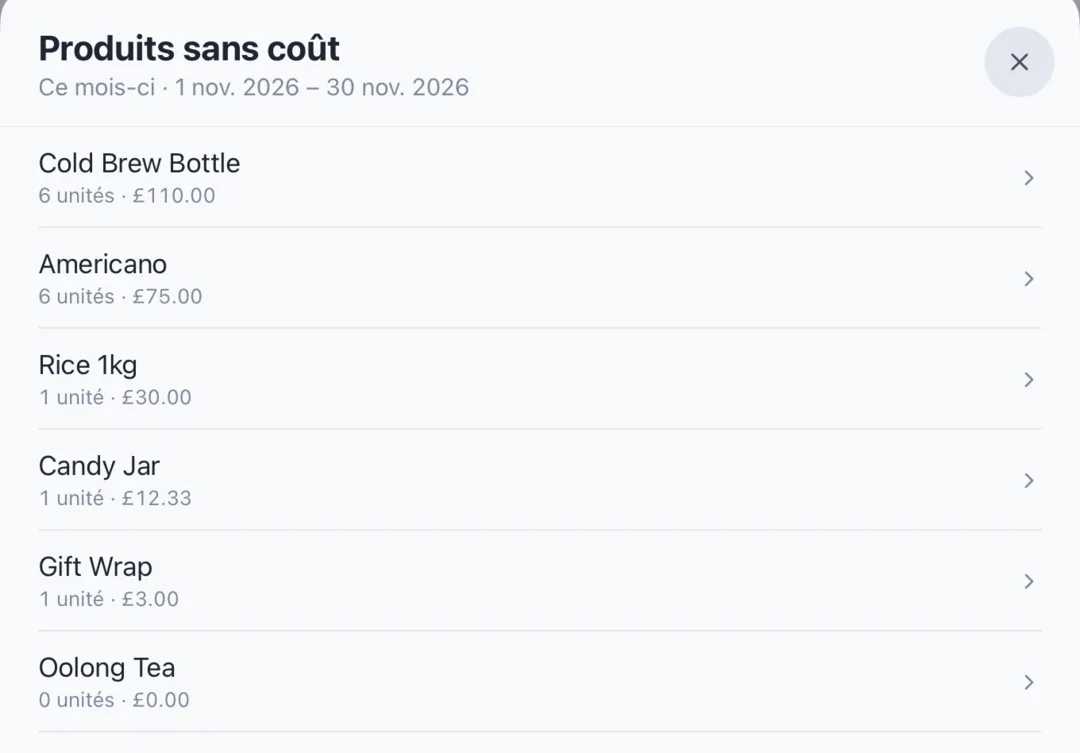 Produits sans coût
Ce mois-ci · 1 nov. 2026 – 30 nov. 2026
Cold Brew Bottle
6 unités · £110.00
Americano
6 unités · £75.00
Rice 1kg
1 unité · £30.00
Candy Jar
1 unité · £12.33
Gift Wrap
1 unité · £3.00
Oolong Tea
0 unités · £0.00